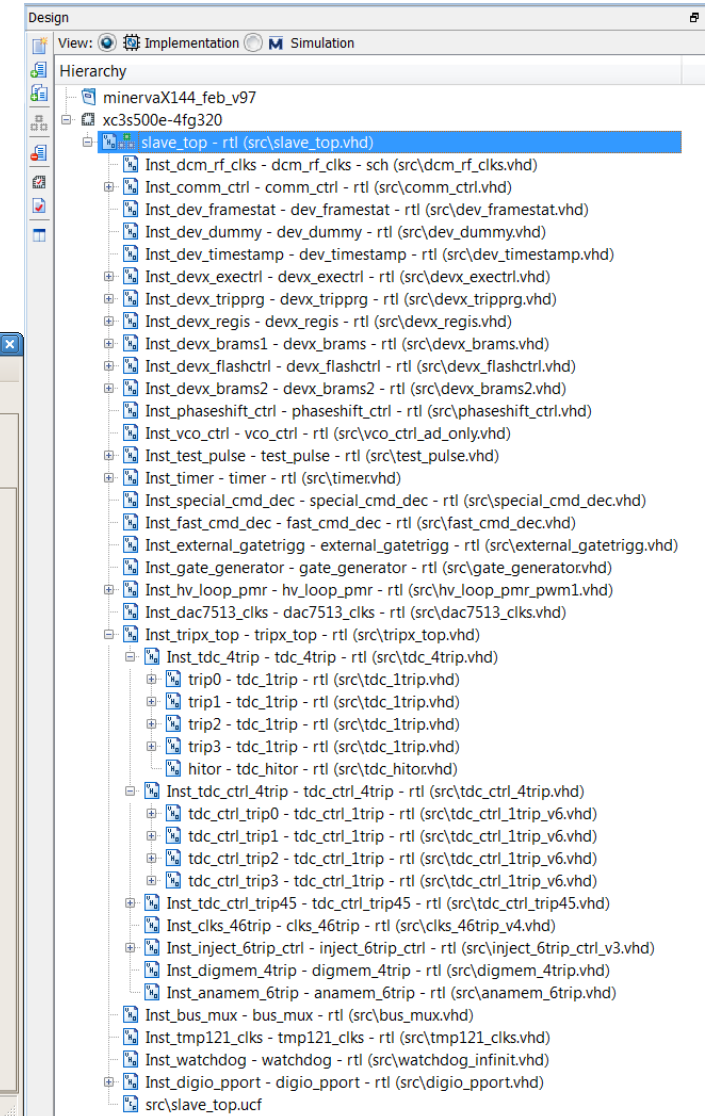 Design
View: Implementation Simulation
Hierarchy
minervaX144_feb_v97
xc3s500e-4fg320
slave_top - rtl (src\slave_top.vhd)
Inst_dcm_rf_clks - dcm_rf_clks - sch (src\dcm_rf_clks.vhd)
Inst_comm_ctrl - comm_ctrl - rtl (src\comm_ctrl.vhd)
Inst_dev_framestat - dev_framestat - rtl (src\dev_framestat.vhd)
Inst_dev_dummy - dev_dummy - rtl (src\dev_dummy.vhd)
Inst_dev_timestamp - dev_timestamp - rtl (src\dev_timestamp.vhd)
Inst_devx_exectrl - devx_exectrl - rtl (src\devx_exectrl.vhd)
Inst_devx_tripprg - devx_tripprg - rtl (src\devx_tripprg.vhd)
Inst_devx_regis - devx_regis - rtl (src\devx_regis.vhd)
Inst_devx_brams1 - devx_brams - rtl (src\devx_brams.vhd)
Inst_devx_flashctrl - devx_flashctrl - rtl (src\devx_flashctrl.vhd)
Inst_devx_brams2 - devx_brams2 - rtl (src\devx_brams2.vhd)
Inst_phaseshift_ctrl - phaseshift_ctrl - rtl (src\phaseshift_ctrl.vhd)
Inst_vco_ctrl - vco_ctrl - rtl (src\vco_ctrl_ad_only.vhd)
Inst_test_pulse - test_pulse - rtl (src\test_pulse.vhd)
Inst_timer - timer - rtl (src\timer.vhd)
Inst_special_cmd_dec - special_cmd_dec - rtl (src\special_cmd_dec.vhd)
Inst_fast_cmd_dec - fast_cmd_dec - rtl (src\fast_cmd_dec.vhd)
Inst_external_gatetrigg - external_gatetrigg - rtl (src\external_gatetrigg.vhd)
Inst_gate_generator - gate_generator - rtl (src\gate_generator.vhd)
Inst_hv_loop_pmr - hv_loop_pmr - rtl (src\hv_loop_pmr_pwm1.vhd)
Inst_dac7513_clks - dac7513_clks - rtl (src\dac7513_clks.vhd)
Inst_tripx_top - tripx_top - rtl (src\tripx_top.vhd)
Inst_tdc_4trip - tdc_4trip - rtl (src\tdc_4trip.vhd)
trip0 - tdc_1trip - rtl (src\tdc_1trip.vhd)
trip1 - tdc_1trip - rtl (src\tdc_1trip.vhd)
trip2 - tdc_1trip - rtl (src\tdc_1trip.vhd)
trip3 - tdc_1trip - rtl (src\tdc_1trip.vhd)
hitor - tdc_hitor - rtl (src\tdc_hitor.vhd)
Inst_tdc_ctrl_4trip - tdc_ctrl_4trip - rtl (src\tdc_ctrl_4trip.vhd)
tdc_ctrl_trip0 - tdc_ctrl_1trip - rtl (src\tdc_ctrl_1trip_v6.vhd)
tdc_ctrl_trip1 - tdc_ctrl_1trip - rtl (src\tdc_ctrl_1trip_v6.vhd)
tdc_ctrl_trip2 - tdc_ctrl_1trip - rtl (src\tdc_ctrl_1trip_v6.vhd)
tdc_ctrl_trip3 - tdc_ctrl_1trip - rtl (src\tdc_ctrl_1trip_v6.vhd)
Inst_tdc_ctrl_trip45 - tdc_ctrl_trip45 - rtl (src\tdc_ctrl_trip45.vhd)
Inst_clks_46trip - clks_46trip - rtl (src\clks_46trip_v4.vhd)
Inst_inject_6trip_ctrl - inject_6trip_ctrl - rtl (src\inject_6trip_ctrl_v3.vhd)
Inst_digmem_4trip - digmem_4trip - rtl (src\digmem_4trip.vhd)
Inst_anamem_6trip - anamem_6trip - rtl (src\anamem_6trip.vhd)
Inst_bus_mux - bus_mux - rtl (src\bus_mux.vhd)
Inst_tmp121_clks - tmp121_clks - rtl (src\tmp121_clks.vhd)
Inst_watchdog - watchdog - rtl (src\watchdog_infinit.vhd)
Inst_digio_pport - digio_pport - rtl (src\digio_pport.vhd)
src\slave_top.ucf